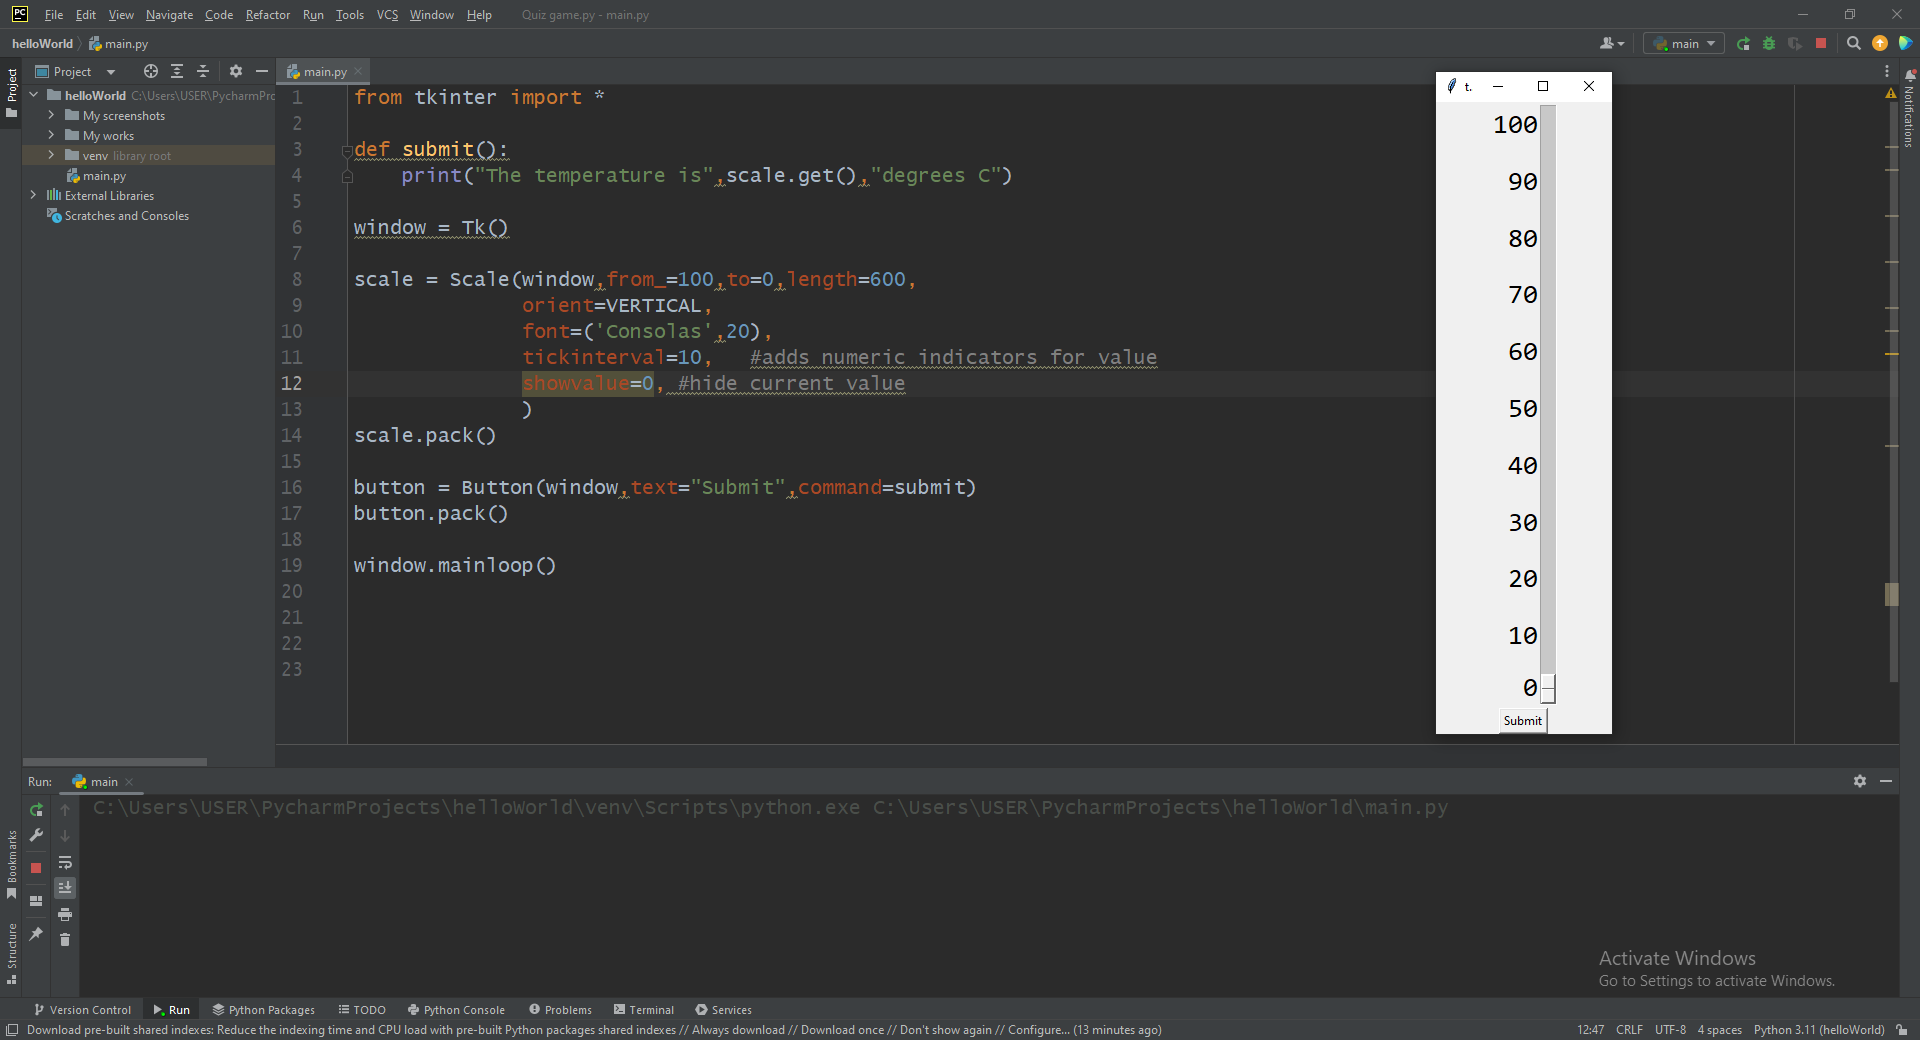 PC File Edit View Navigate Code Refactor Run Tools VCS Window Help Quiz game.py - main.py
helloWorld main.py main
Project
Project
main.py
helloWorld C:\Users\USER\PycharmPro
My screenshots
My works
venv library root
main.py
External Libraries
Scratches and Consoles
Notifications
1 from tkinter import *
2
3 def submit():
4 print("The temperature is",scale.get(),"degrees C")
5
6 window = Tk()
7
8 scale = Scale(window,from_=100,to=0,length=600,
9 orient=VERTICAL,
10 font=('Consolas',20),
11 tickinterval=10, #adds numeric indicators for value
12 showvalue=0, #hide current value
13 )
14 scale.pack()
15
16 button = Button(window,text="Submit",command=submit)
17 button.pack()
18
19 window.mainloop()
20
21
22
23
t.
100
90
80
70
60
50
40
30
20
10
0
Submit
Run: main
C:\Users\USER\PycharmProjects\helloWorld\venv\Scripts\python.exe C:\Users\USER\PycharmProjects\helloWorld\main.py
Bookmarks
Structure
Activate Windows
Go to Settings to activate Windows.
Version Control Run Python Packages TODO Python Console Problems Terminal Services
Download pre-built shared indexes: Reduce the indexing time and CPU load with pre-built Python packages shared indexes // Always download // Download once // Don't show again // Configure... (13 minutes ago) 12:47 CRLF UTF-8 4 spaces Python 3.11 (helloWorld)